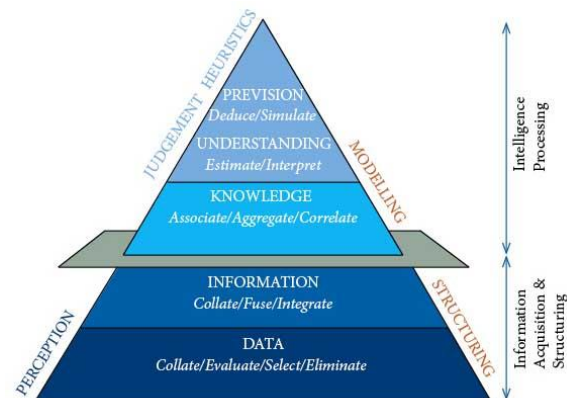 JUDGEMENT HEURISTICS
PREVISION
Deduce/Simulate
UNDERSTANDING
Estimate/Interpret
KNOWLEDGE
Associate/Aggregate/Correlate
MODELLING
Intelligence
Processing
PERCEPTION
INFORMATION
Collate/Fuse/Integrate
DATA
Collate/Evaluate/Select/Eliminate
STRUCTURING
Information
Acquisition &
Structuring